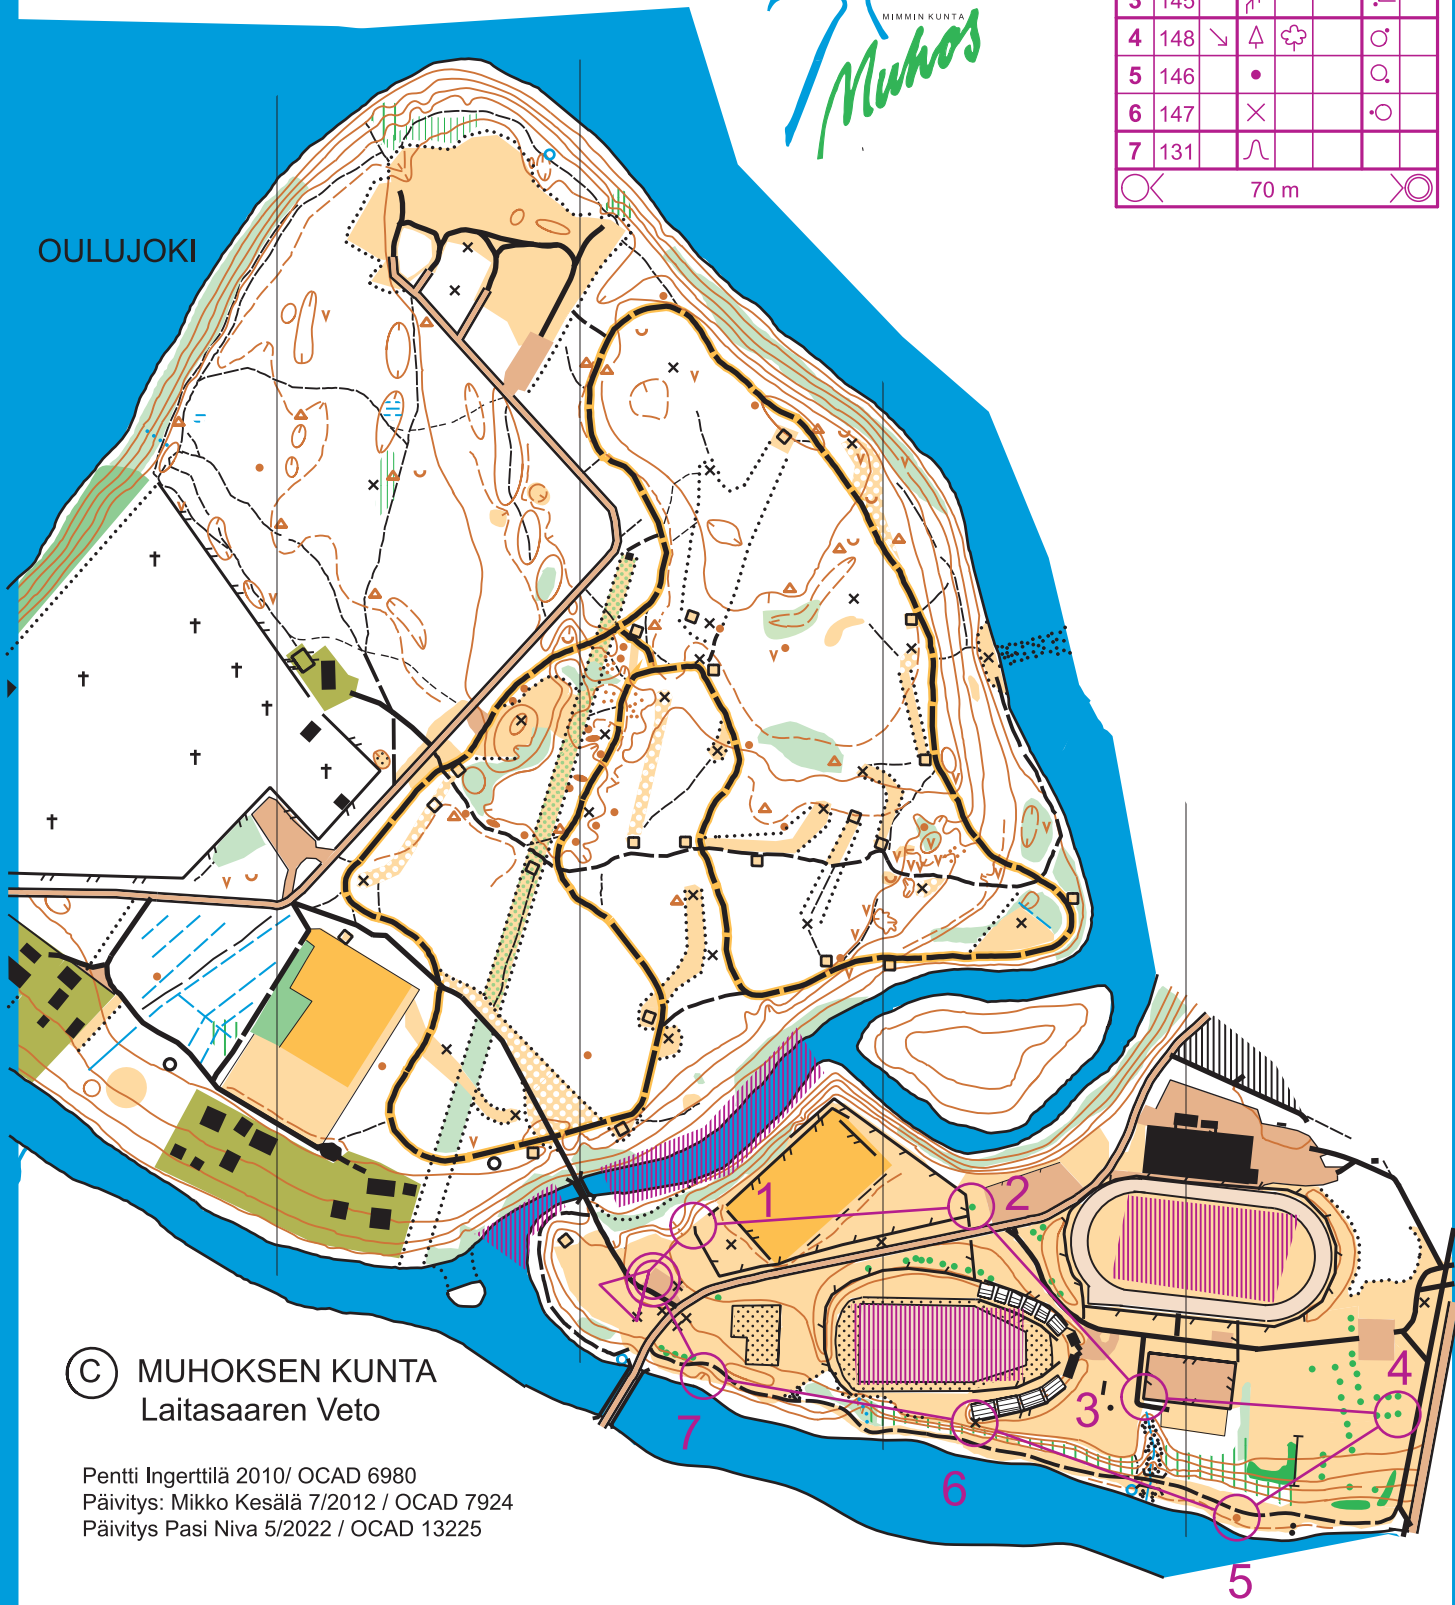 MIMMIN KUNTA
Muhos
3 145
4 148
5 146
6 147
7 131
70 m
OULUJOKI
1
2
3
4
5
6
7
C MUHOKSEN KUNTA
Laitasaaren Veto
Pentti Ingerttilä 2010/ OCAD 6980
Päivitys: Mikko Kesälä 7/2012 / OCAD 7924
Päivitys Pasi Niva 5/2022 / OCAD 13225